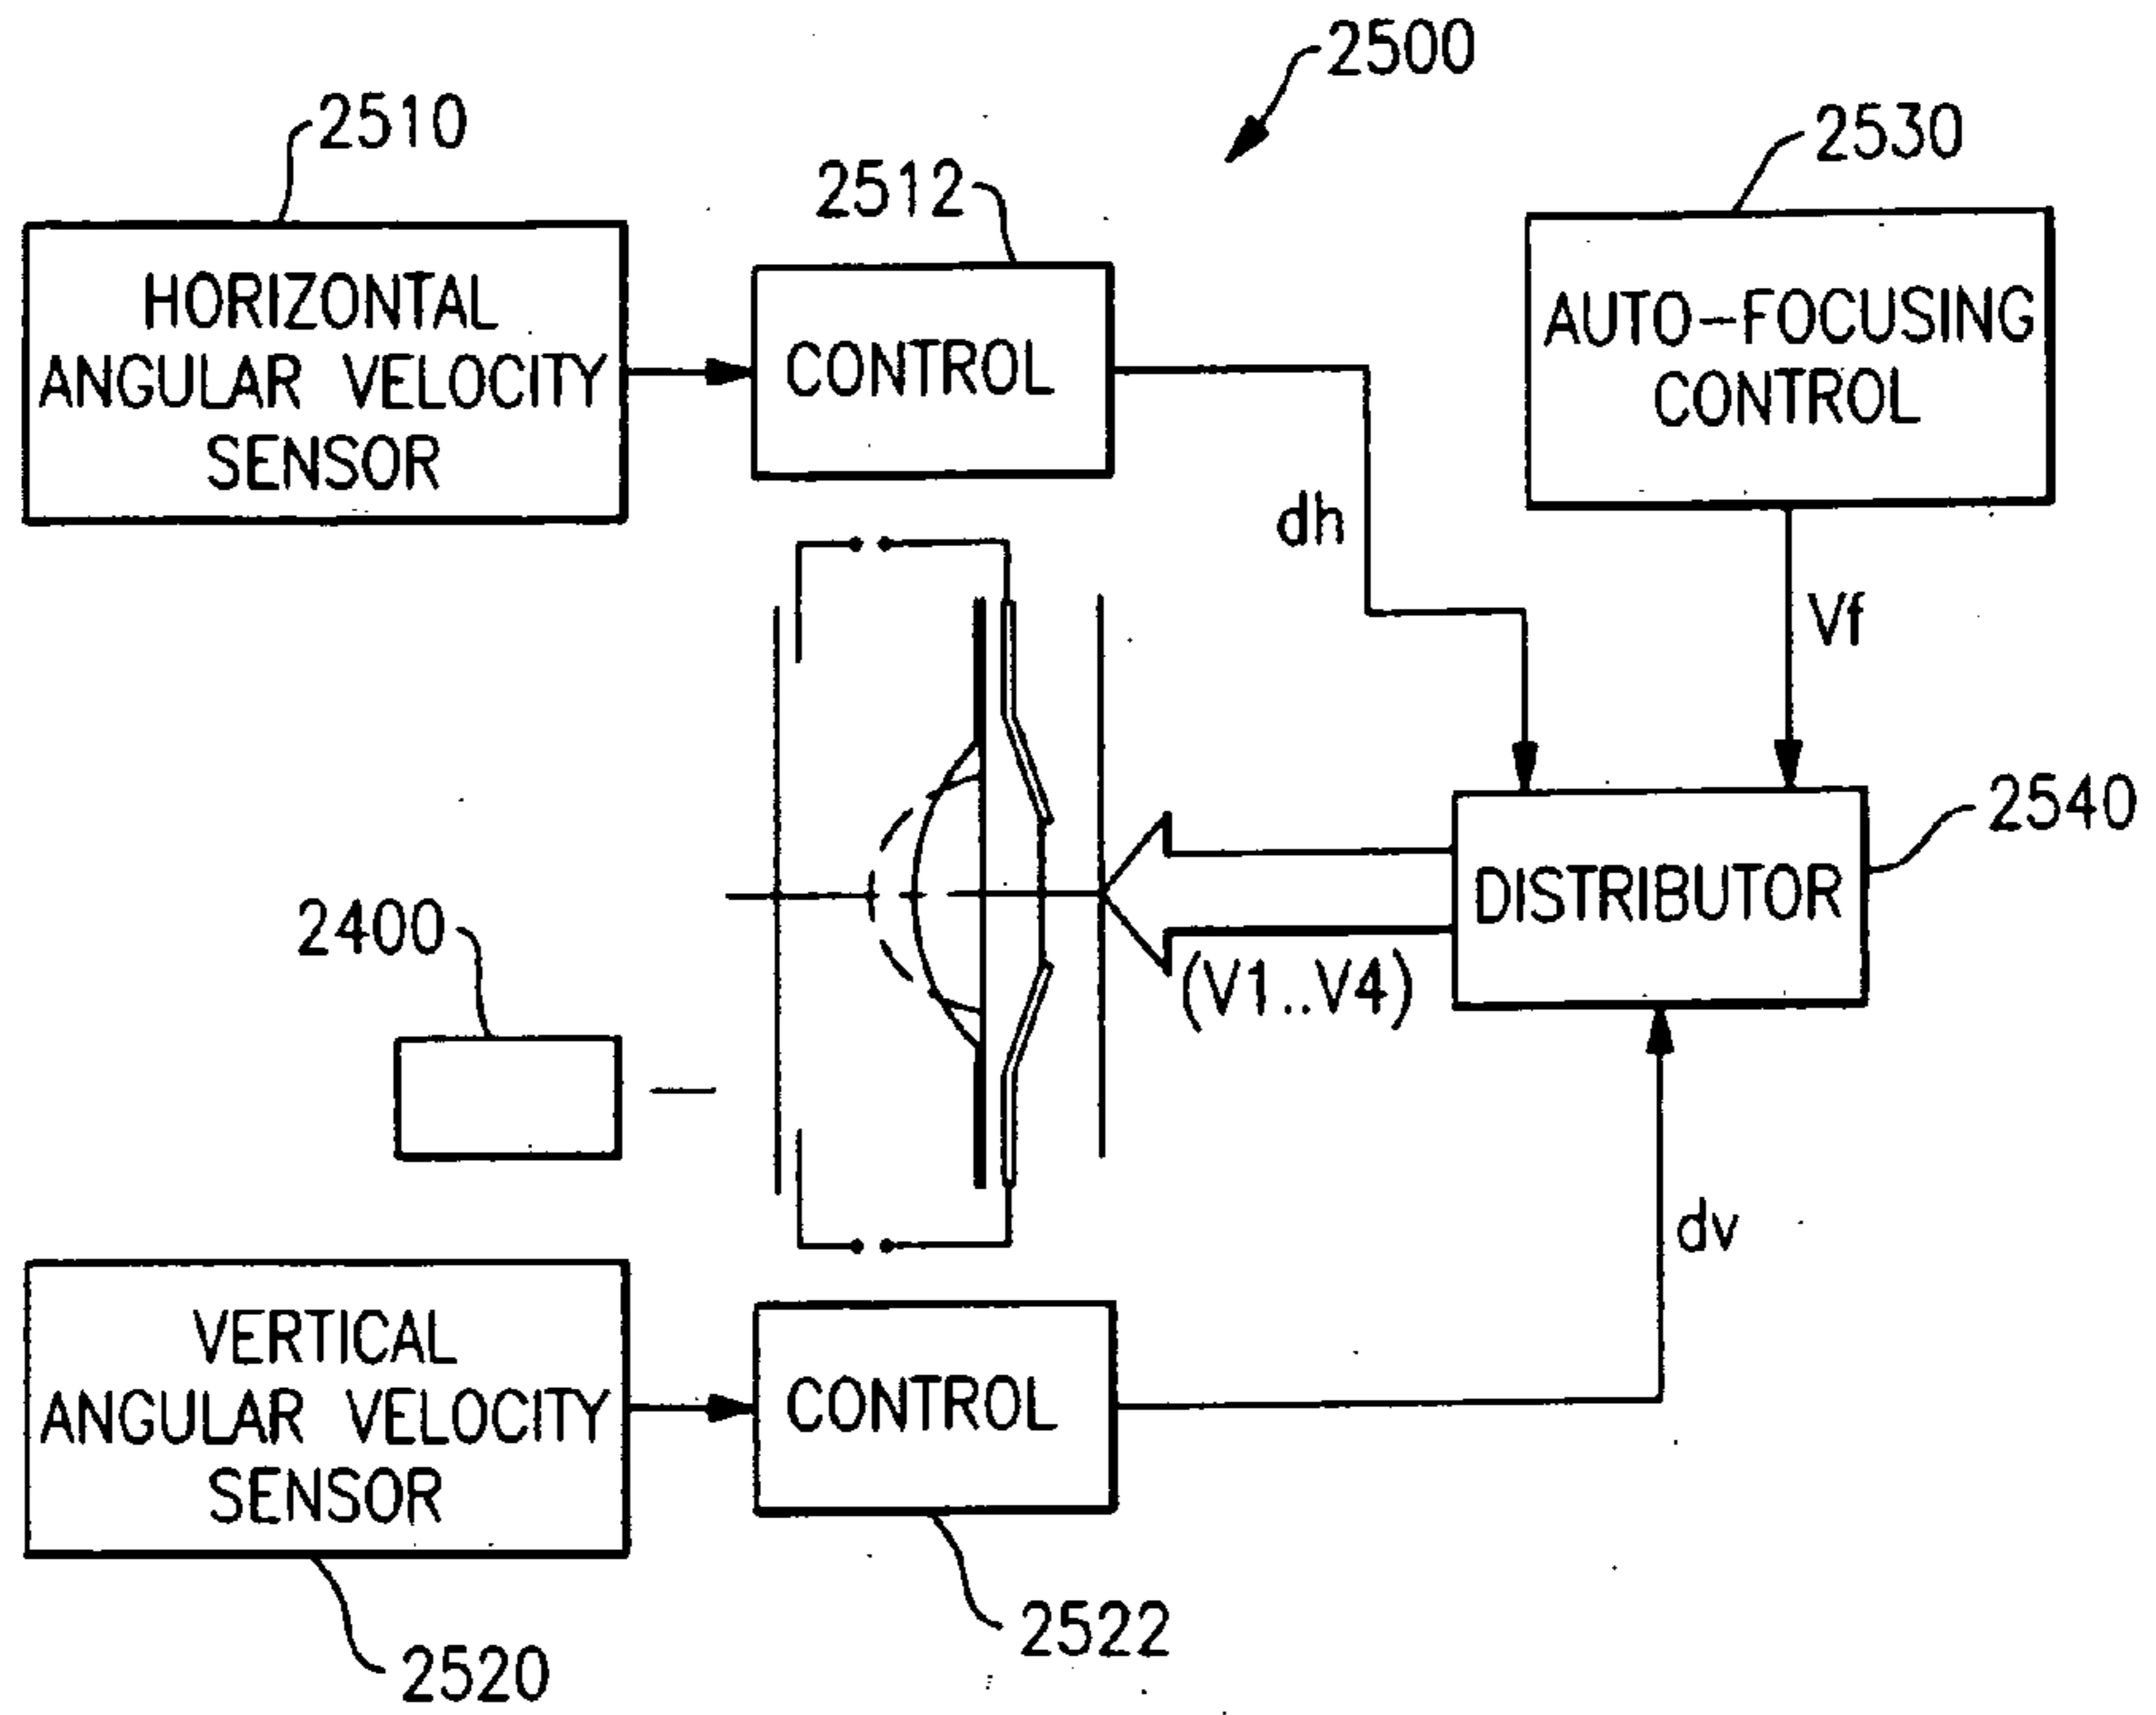 2500
2510
2530
2512
HORIZONTAL
ANGULAR VELOCITY
SENSOR
CONTROL
AUTO-FOCUSING
CONTROL
dh
Vf
2540
DISTRIBUTOR
2400
(V1..V4)
dv
VERTICAL
ANGULAR VELOCITY
SENSOR
CONTROL
2522
2520